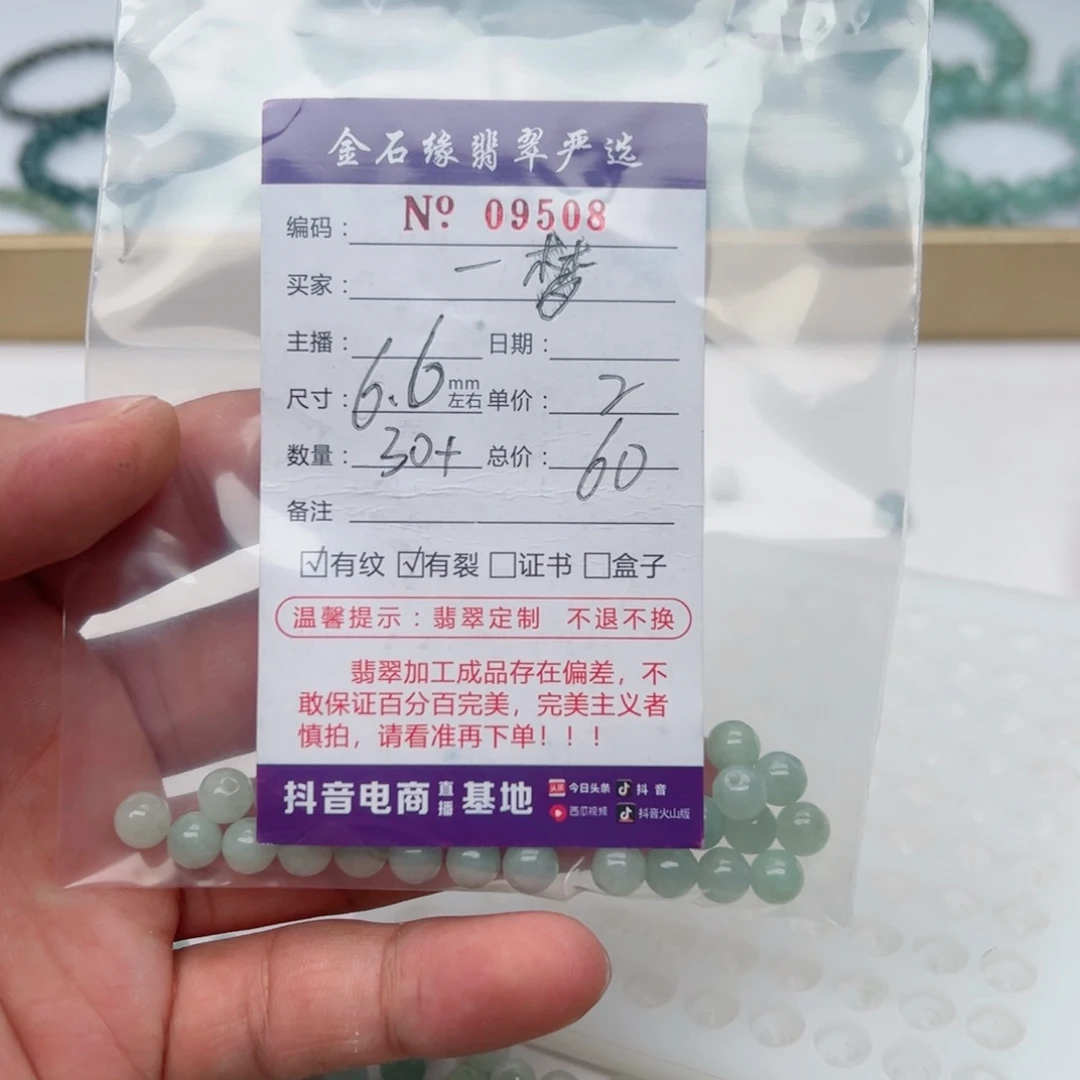 金石缘翡翠严选
编码： Nº 09508
买家： 一楼
主播： 日期：
尺寸： 6.6 mm左右 单价： 2
数量： 30+ 总价： 60
备注
☑有纹 ☑有裂 □证书 □盒子
温馨提示：翡翠定制 不退不换
翡翠加工成品存在偏差，不
敢保证百分百完美，完美主义者
慎拍，请看准再下单！！！
抖音电商直播基地 头条 今日头条 抖音
西瓜视频 抖音火山版